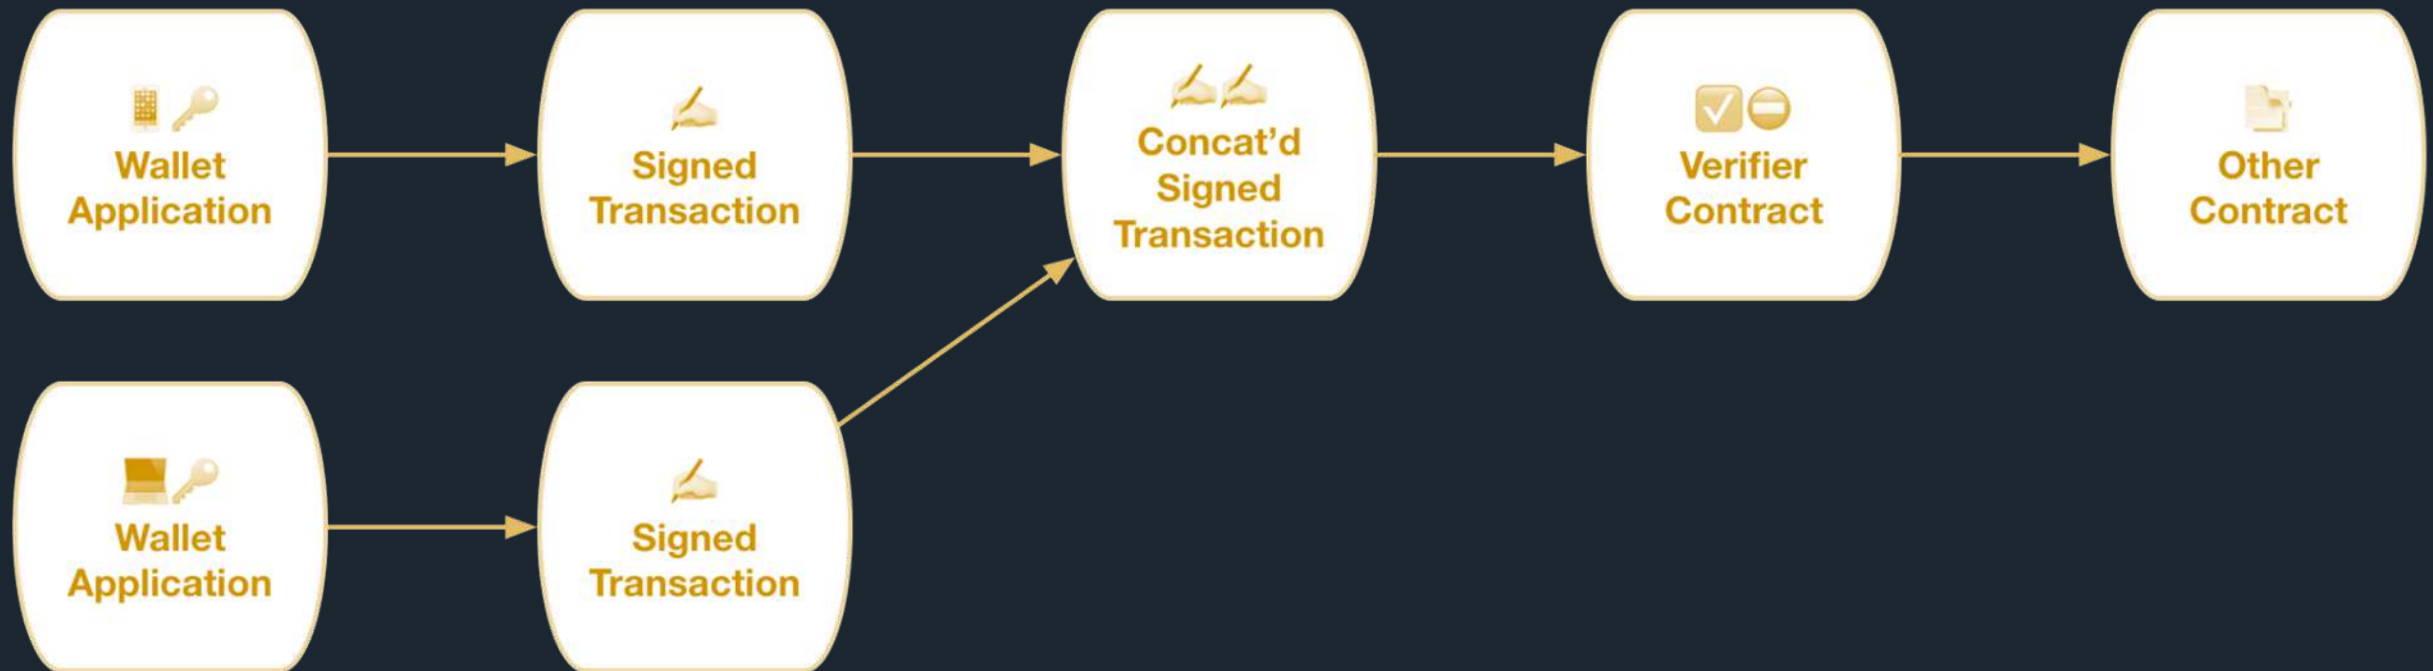 Wallet
Application
Signed
Transaction
Concat’d
Signed
Transaction
Verifier
Contract
Other
Contract
Wallet
Application
Signed
Transaction